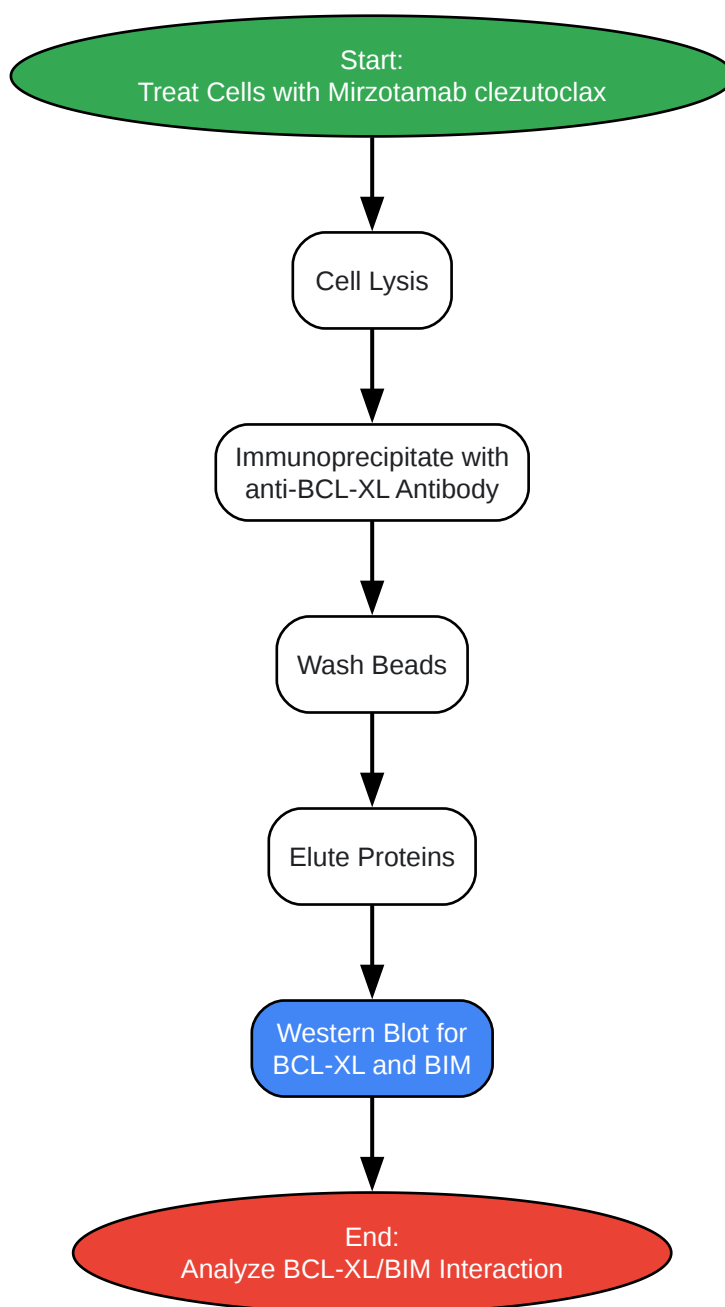 Start:
Treat Cells with Mirzotamab clezutoclax
Cell Lysis
Immunoprecipitate with
anti-BCL-XL Antibody
Wash Beads
Elute Proteins
Western Blot for
BCL-XL and BIM
End:
Analyze BCL-XL/BIM Interaction